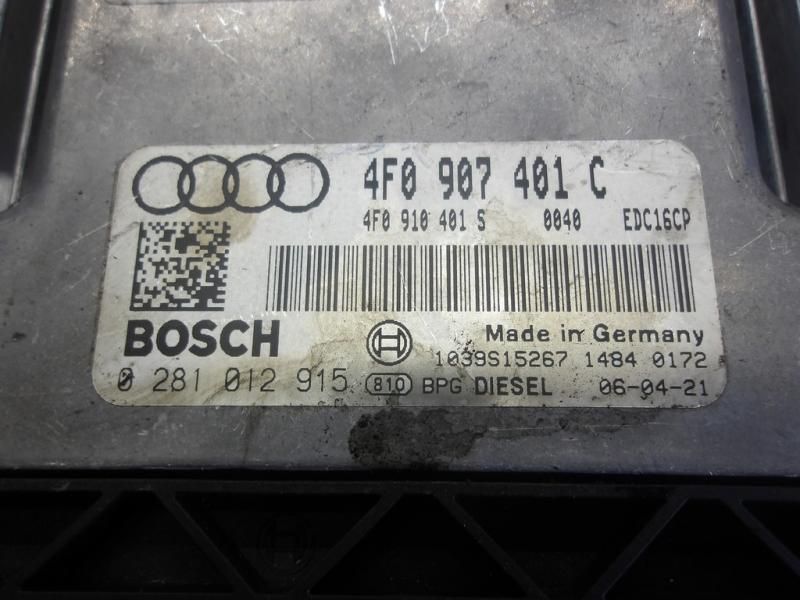 4F0 907 401 C
4F0 910 401 S 0040 EDC16CP
BOSCH Made in Germany
1039S15267 1484 0172
0 281 012 915 810 BPG DIESEL 06-04-21